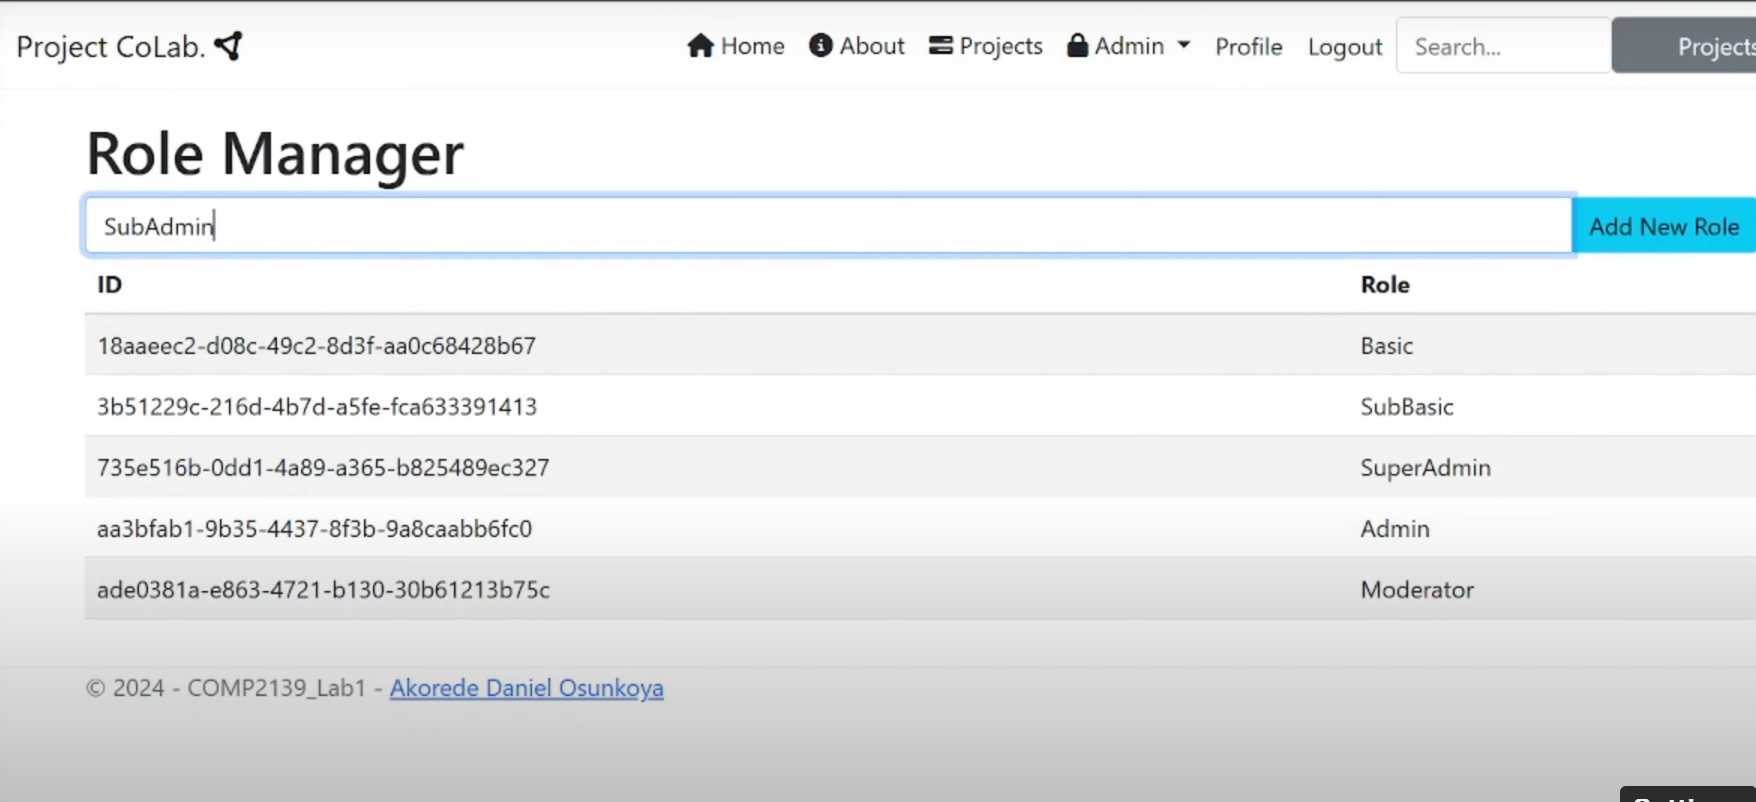 Project CoLab. Home About Projects Admin Profile Logout Search... Projects
Role Manager
SubAdmin Add New Role
ID Role
18aaeec2-d08c-49c2-8d3f-aa0c68428b67 Basic
3b51229c-216d-4b7d-a5fe-fca633391413 SubBasic
735e516b-0dd1-4a89-a365-b825489ec327 SuperAdmin
aa3bfab1-9b35-4437-8f3b-9a8caabb6fc0 Admin
ade0381a-e863-4721-b130-30b61213b75c Moderator
© 2024 - COMP2139_Lab1 - Akorede Daniel Osunkoya